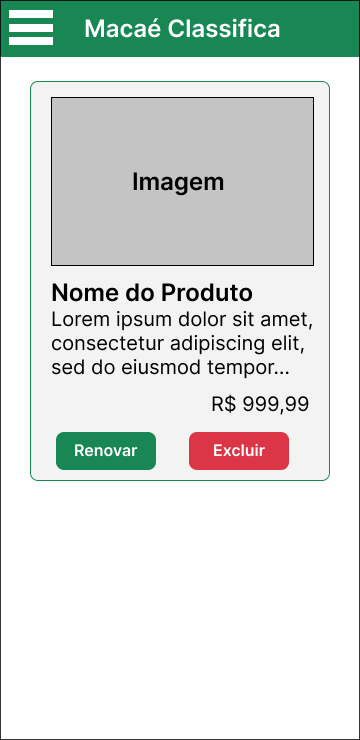 Macaé Classifica
Imagem
Nome do Produto
Lorem ipsum dolor sit amet,
consectetur adipiscing elit,
sed do eiusmod tempor...
R$ 999,99
Renovar Excluir